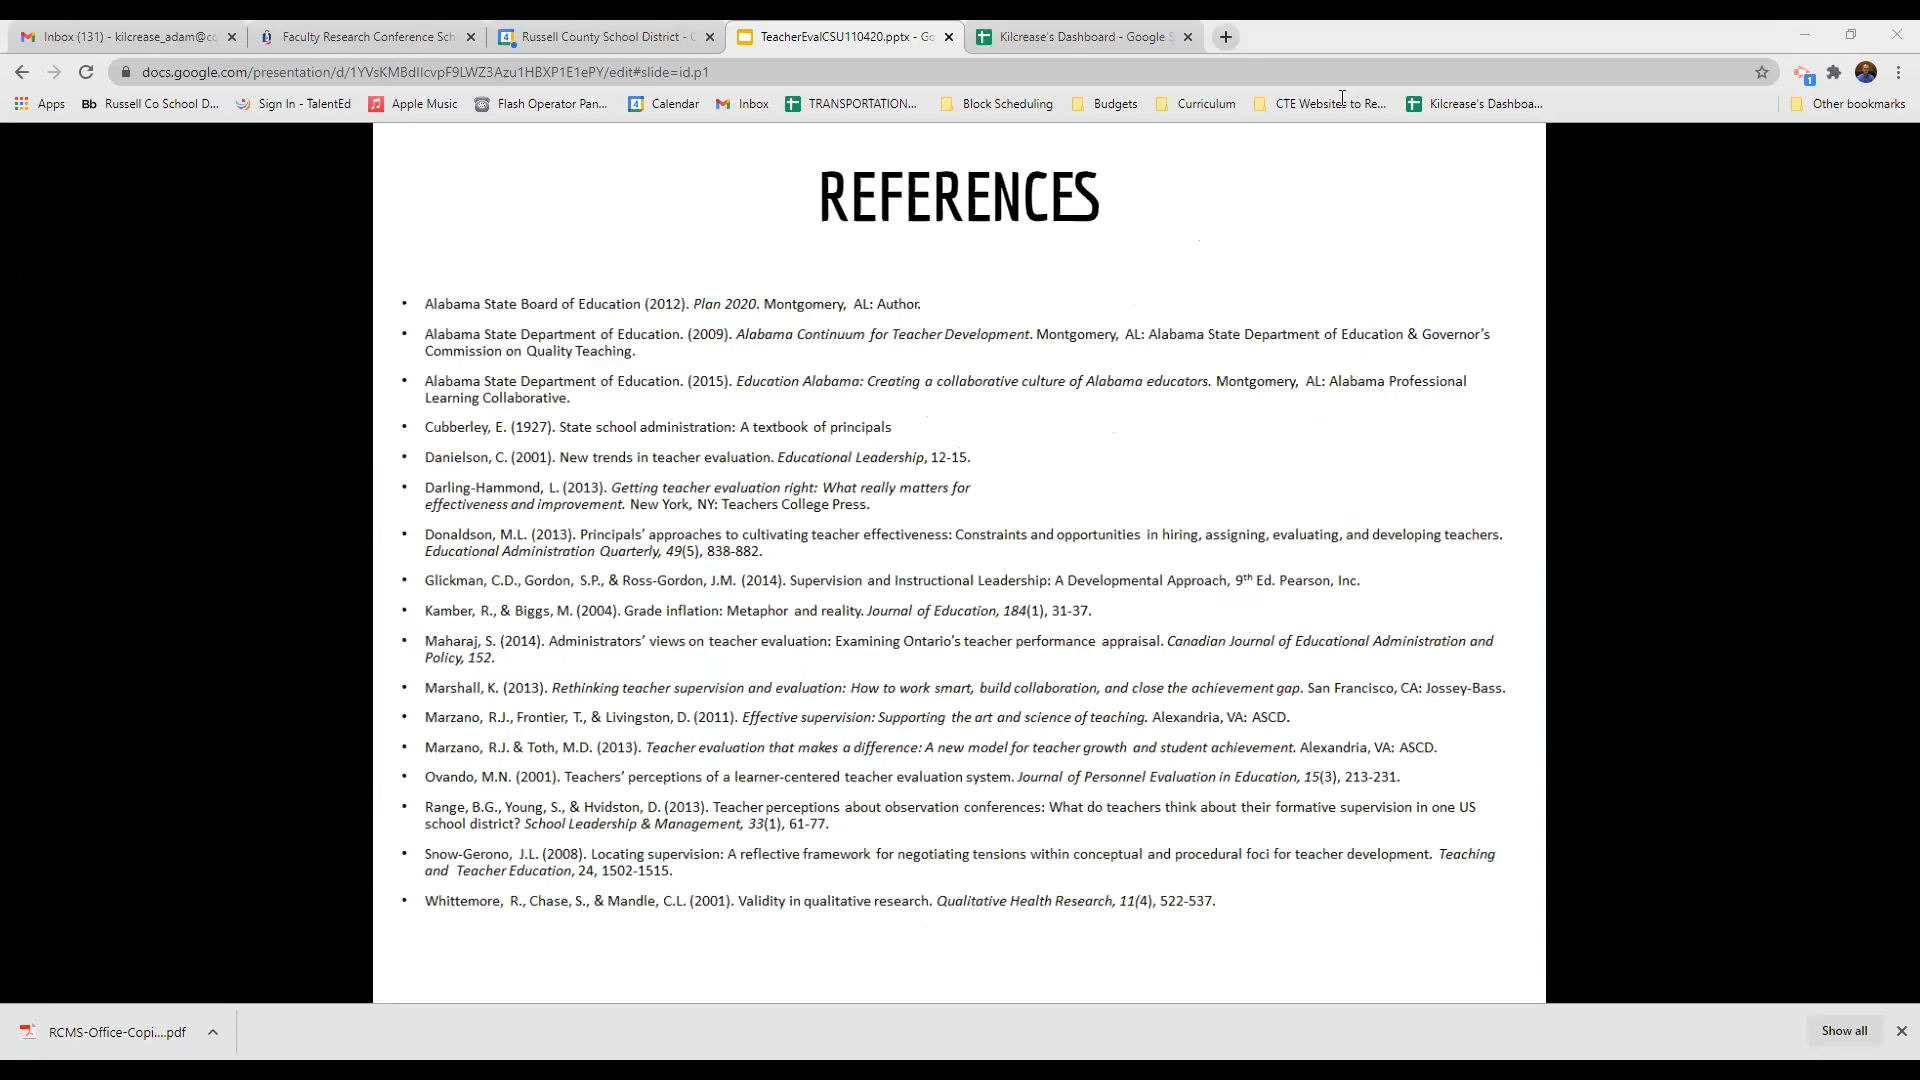 Inbox (131) - kilcrease_adam@cc
Faculty Research Conference Sch
Russell County School District - C
TeacherEvalCSU110420.pptx - Go
Kilcrease's Dashboard - Google S
docs.google.com/presentation/d/
Apps
Bb Russell Co School D...
Sign In - TalentEd
Apple Music
Flash Operator Pan...
4 Calendar
Inbox
TRANSPORTATION...
Block Scheduling
Budgets
Curriculum
CTE Websites to Re...
Kilcrease's Dashboa...
Other bookmarks
REFERENCES
• Alabama State Board of Education (2012). Plan 2020. Montgomery, AL: Author.
• Alabama State Department of Education. (2009). Alabama Continuum for Teacher Development. Montgomery, AL: Alabama State Department of Education & Governor’s
Commission on Quality Teaching.
• Alabama State Department of Education. (2015). Education Alabama: Creating a collaborative culture of Alabama educators. Montgomery, AL: Alabama Professional
Learning Collaborative.
• Cubberley, E. (1927). State school administration: A textbook of principals
• Danielson, C. (2001). New trends in teacher evaluation. Educational Leadership, 12-15.
• Darling-Hammond, L. (2013). Getting teacher evaluation right: What really matters for
effectiveness and improvement. New York, NY: Teachers College Press.
• Donaldson, M.L. (2013). Principals’ approaches to cultivating teacher effectiveness: Constraints and opportunities in hiring, assigning, evaluating, and developing teachers.
Educational Administration Quarterly, 49(5), 838-882.
• Glickman, C.D., Gordon, S.P., & Ross-Gordon, J.M. (2014). Supervision and Instructional Leadership: A Developmental Approach, 9th Ed. Pearson, Inc.
• Kamber, R., & Biggs, M. (2004). Grade inflation: Metaphor and reality. Journal of Education, 184(1), 31-37.
• Maharaj, S. (2014). Administrators’ views on teacher evaluation: Examining Ontario’s teacher performance appraisal. Canadian Journal of Educational Administration and
Policy, 152.
• Marshall, K. (2013). Rethinking teacher supervision and evaluation: How to work smart, build collaboration, and close the achievement gap. San Francisco, CA: Jossey-Bass.
• Marzano, R.J., Frontier, T., & Livingston, D. (2011). Effective supervision: Supporting the art and science of teaching. Alexandria, VA: ASCD.
• Marzano, R.J. & Toth, M.D. (2013). Teacher evaluation that makes a difference: A new model for teacher growth and student achievement. Alexandria, VA: ASCD.
• Ovando, M.N. (2001). Teachers’ perceptions of a learner-centered teacher evaluation system. Journal of Personnel Evaluation in Education, 15(3), 213-231.
• Range, B.G., Young, S., & Hvidston, D. (2013). Teacher perceptions about observation conferences: What do teachers think about their formative supervision in one US
school district? School Leadership & Management, 33(1), 61-77.
• Snow-Gerono, J.L. (2008). Locating supervision: A reflective framework for negotiating tensions within conceptual and procedural foci for teacher development. Teaching
and Teacher Education, 24, 1502-1515.
• Whittemore, R., Chase, S., & Mandle, C.L. (2001). Validity in qualitative research. Qualitative Health Research, 11(4), 522-537.
RCMS-Office-Copi....pdf
Show all